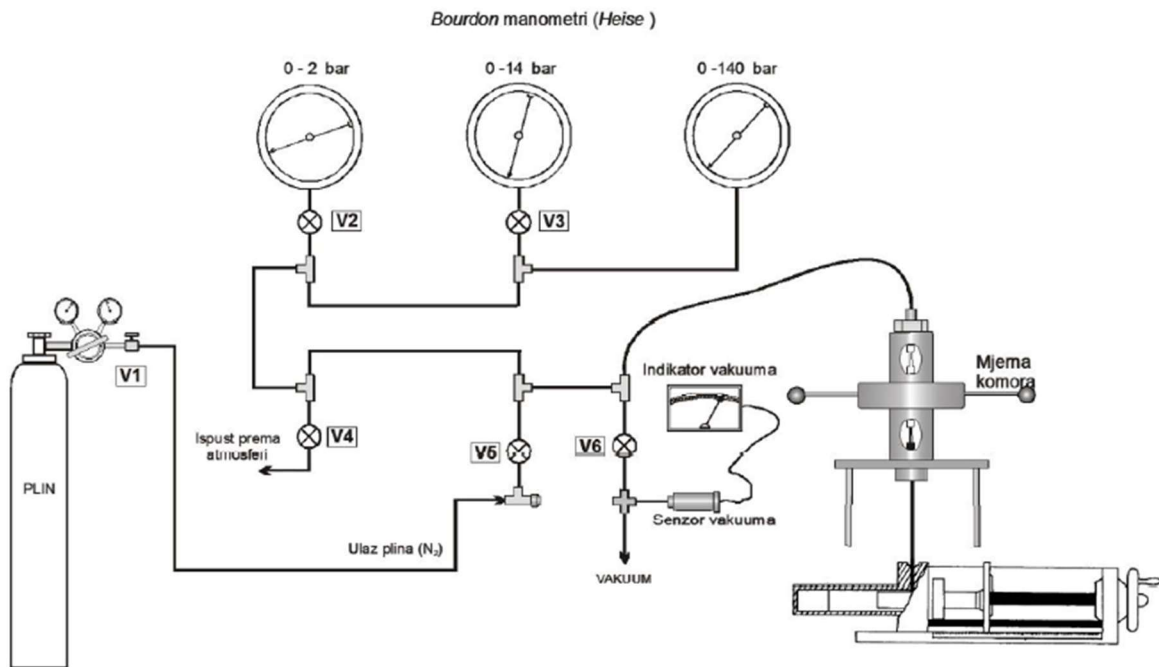 Bourdon manometri (Heise )
0 - 2 bar
0 -14 bar
0 -140 bar
V2
V3
V1
Indikator vakuuma
Mjerna
komora
Ispust prema
atmosferi
V4
V5
V6
PLIN
Senzor vakuuma
Ulaz plina (N₂)
VAKUUM